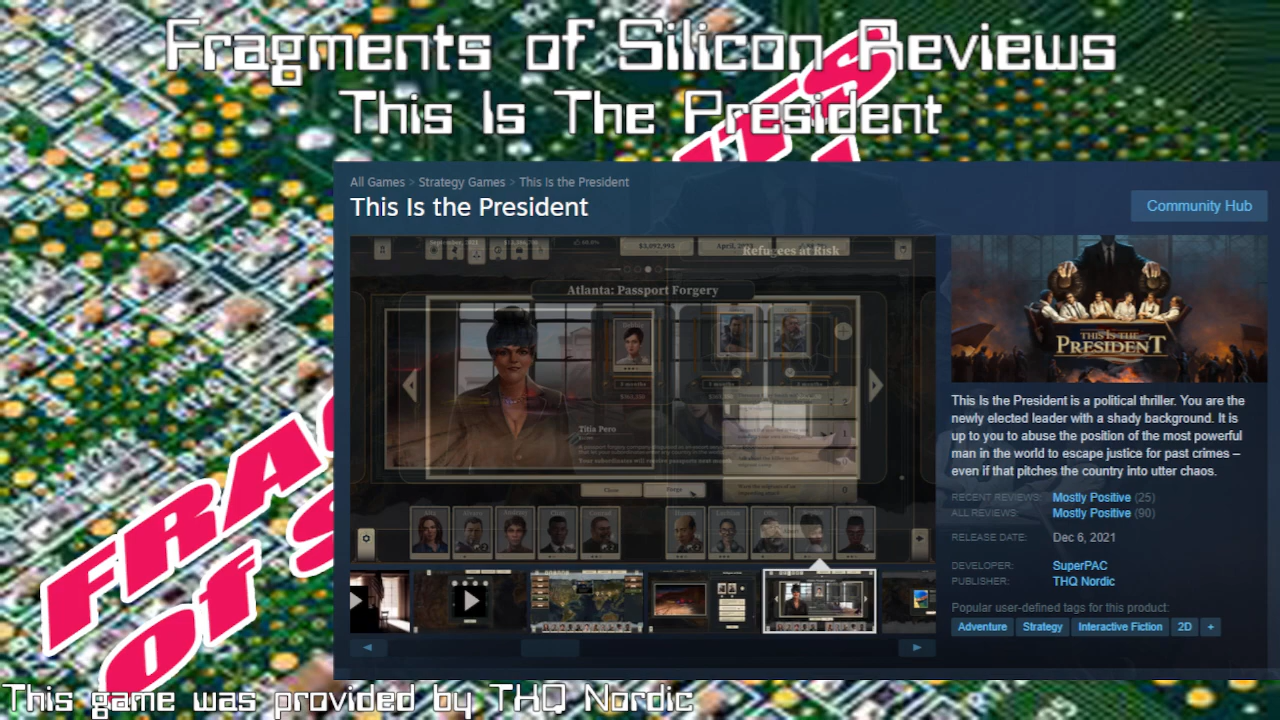 Fragments of Silicon Reviews
This Is The President
All Games > Strategy Games > This Is the President
This Is the President
Community Hub
Refugees at Risk
Atlanta: Passport Forgery
Titia Pero
THIS IS THE
PRESIDENT
This Is the President is a political thriller. You are the
newly elected leader with a shady background. It is
up to you to abuse the position of the most powerful
man in the world to escape justice for past crimes –
even if that pitches the country into utter chaos.
RECENT REVIEWS: Mostly Positive (25)
ALL REVIEWS: Mostly Positive (90)
RELEASE DATE: Dec 6, 2021
DEVELOPER: SuperPAC
PUBLISHER: THQ Nordic
Popular user-defined tags for this product:
Adventure Strategy Interactive Fiction 2D +
This game was provided by THQ Nordic